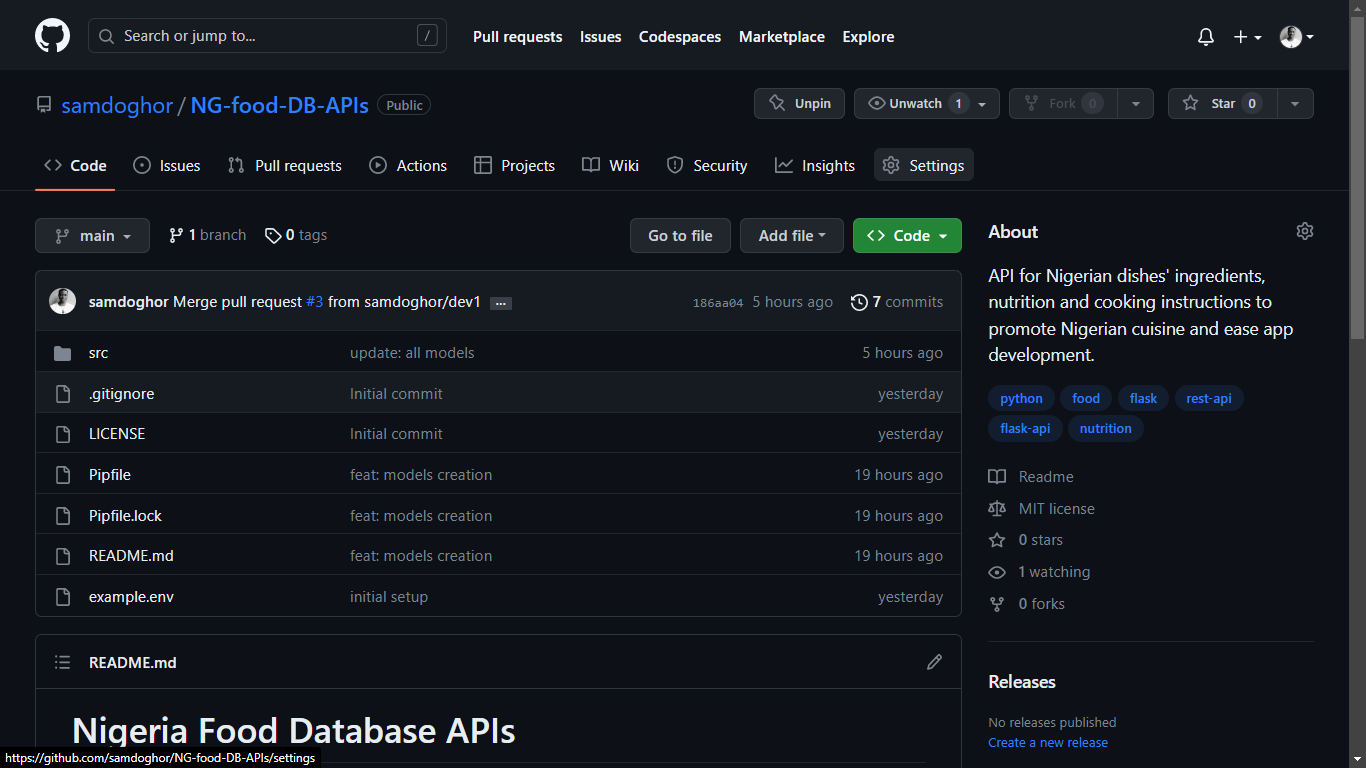 Search or jump to... / Pull requests Issues Codespaces Marketplace Explore
samdoghor / NG-food-DB-APIs Public Unpin Unwatch 1 Fork 0 Star 0
Code Issues Pull requests Actions Projects Wiki Security Insights Settings
main 1 branch 0 tags Go to file Add file Code
samdoghor Merge pull request #3 from samdoghor/dev1 ... 186aa04 5 hours ago 7 commits
src update: all models 5 hours ago
.gitignore Initial commit yesterday
LICENSE Initial commit yesterday
Pipfile feat: models creation 19 hours ago
Pipfile.lock feat: models creation 19 hours ago
README.md feat: models creation 19 hours ago
example.env initial setup yesterday
README.md
Nigeria Food Database APIs
About
API for Nigerian dishes' ingredients,
nutrition and cooking instructions to
promote Nigerian cuisine and ease app
development.
python food flask rest-api
flask-api nutrition
Readme
MIT license
0 stars
1 watching
0 forks
Releases
No releases published
Create a new release
https://github.com/samdoghor/NG-food-DB-APIs/settings